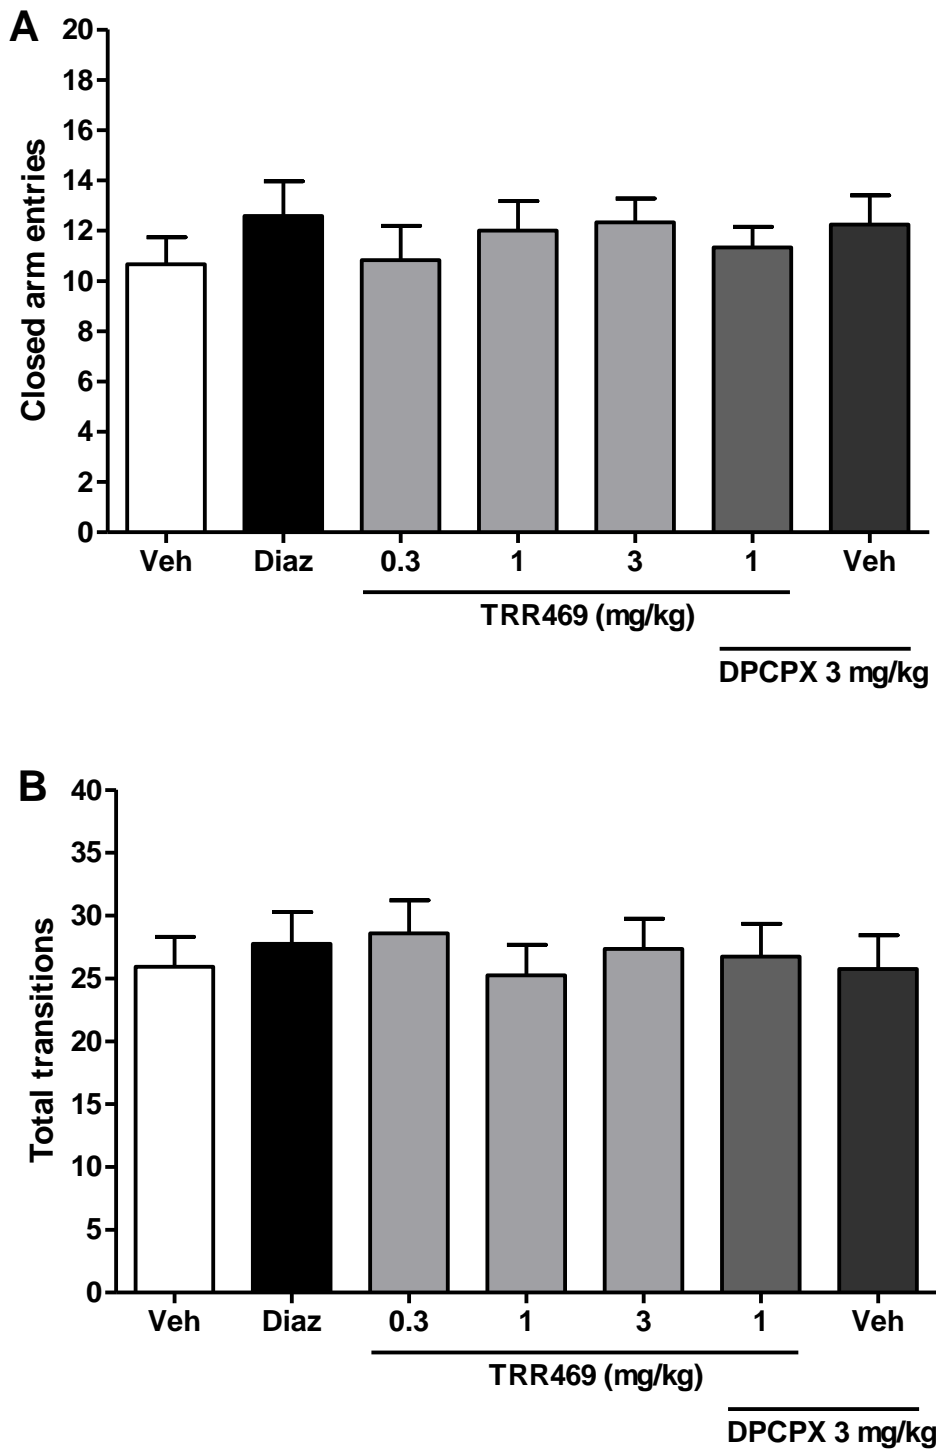 A
20
18
16
14
12
10
8
6
4
2
0
Closed arm entries
Veh Diaz 0.3 1 3 1 Veh
TRR469 (mg/kg)
DPCPX 3 mg/kg
B
40
35
30
25
20
15
10
5
0
Total transitions
Veh Diaz 0.3 1 3 1 Veh
TRR469 (mg/kg)
DPCPX 3 mg/kg